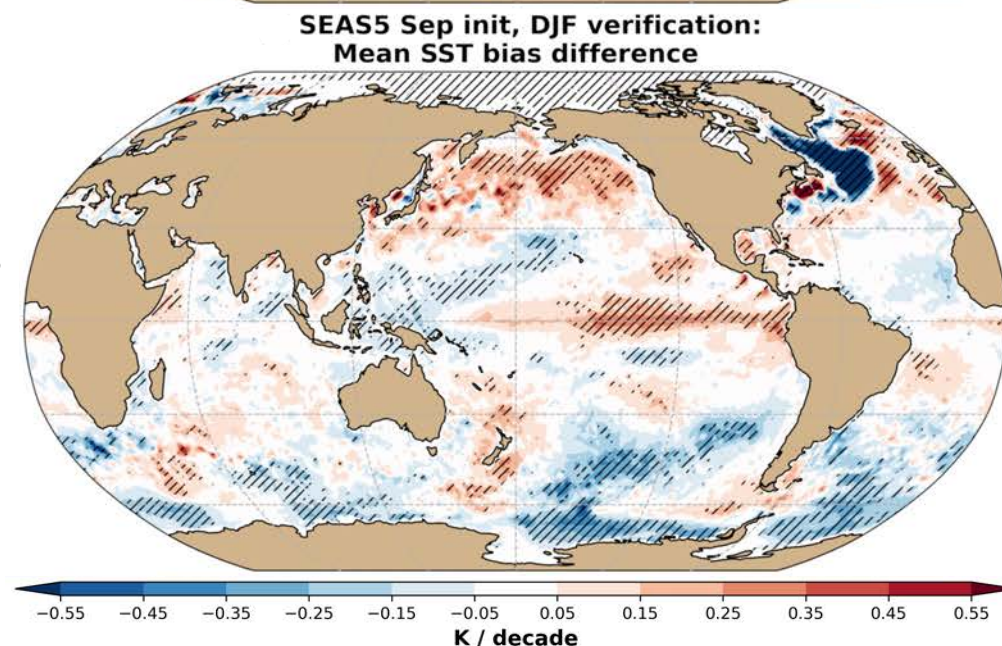 SEAS5 Sep init, DJF verification:
Mean SST bias difference
−0.55 −0.45 −0.35 −0.25 −0.15 −0.05 0.05 0.15 0.25 0.35 0.45 0.55
K / decade